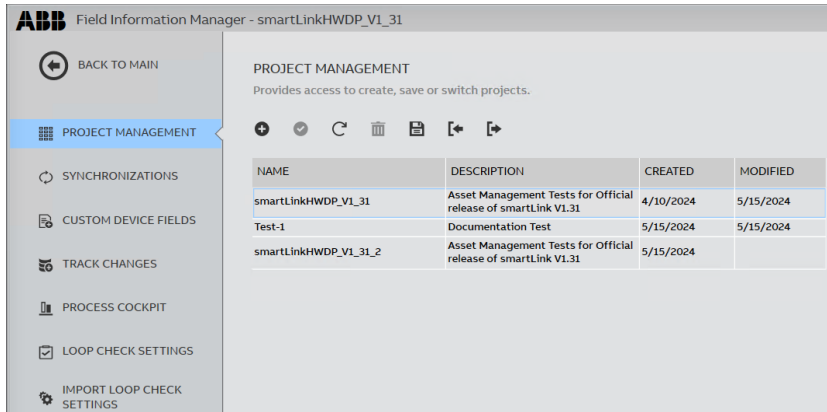 ABB Field Information Manager - smartLinkHWDP_V1_31
BACK TO MAIN
PROJECT MANAGEMENT
SYNCHRONIZATIONS
CUSTOM DEVICE FIELDS
TRACK CHANGES
PROCESS COCKPIT
LOOP CHECK SETTINGS
IMPORT LOOP CHECK
SETTINGS
PROJECT MANAGEMENT
Provides access to create, save or switch projects.
NAME DESCRIPTION CREATED MODIFIED
smartLinkHWDP_V1_31 Asset Management Tests for Official 4/10/2024 5/15/2024
release of smartLink V1.31
Test-1 Documentation Test 5/15/2024 5/15/2024
smartLinkHWDP_V1_31_2 Asset Management Tests for Official 5/15/2024
release of smartLink V1.31